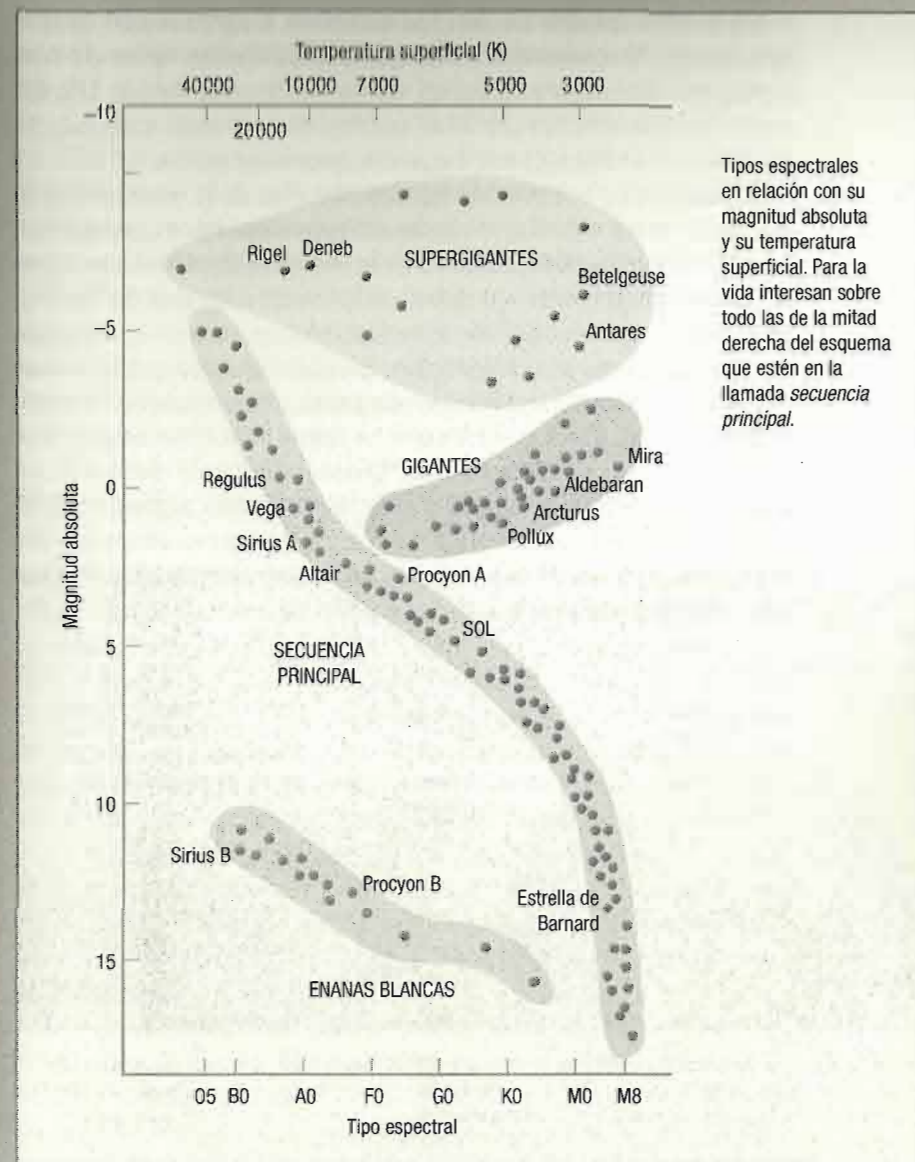 Temperatura superficial (K)
40000 10000 7000 5000 3000
20000
-10
Tipos espectrales
en relación con su
magnitud absoluta
y su temperatura
superficial. Para la
vida interesan sobre
todo las de la mitad
derecha del esquema
que estén en la
llamada secuencia
principal.
Rigel Deneb
SUPERGIGANTES
Betelgeuse
-5
Antares
GIGANTES
Mira
Regulus
0
Aldebaran
Vega
Arcturus
Sirius A
Pollux
Altair
Procyon A
Magnitud absoluta
SOL
5
SECUENCIA
PRINCIPAL
10
Sirius B
Procyon B
Estrella de
Barnard
15
ENANAS BLANCAS
05 B0 A0 F0 G0 K0 M0 M8
Tipo espectral